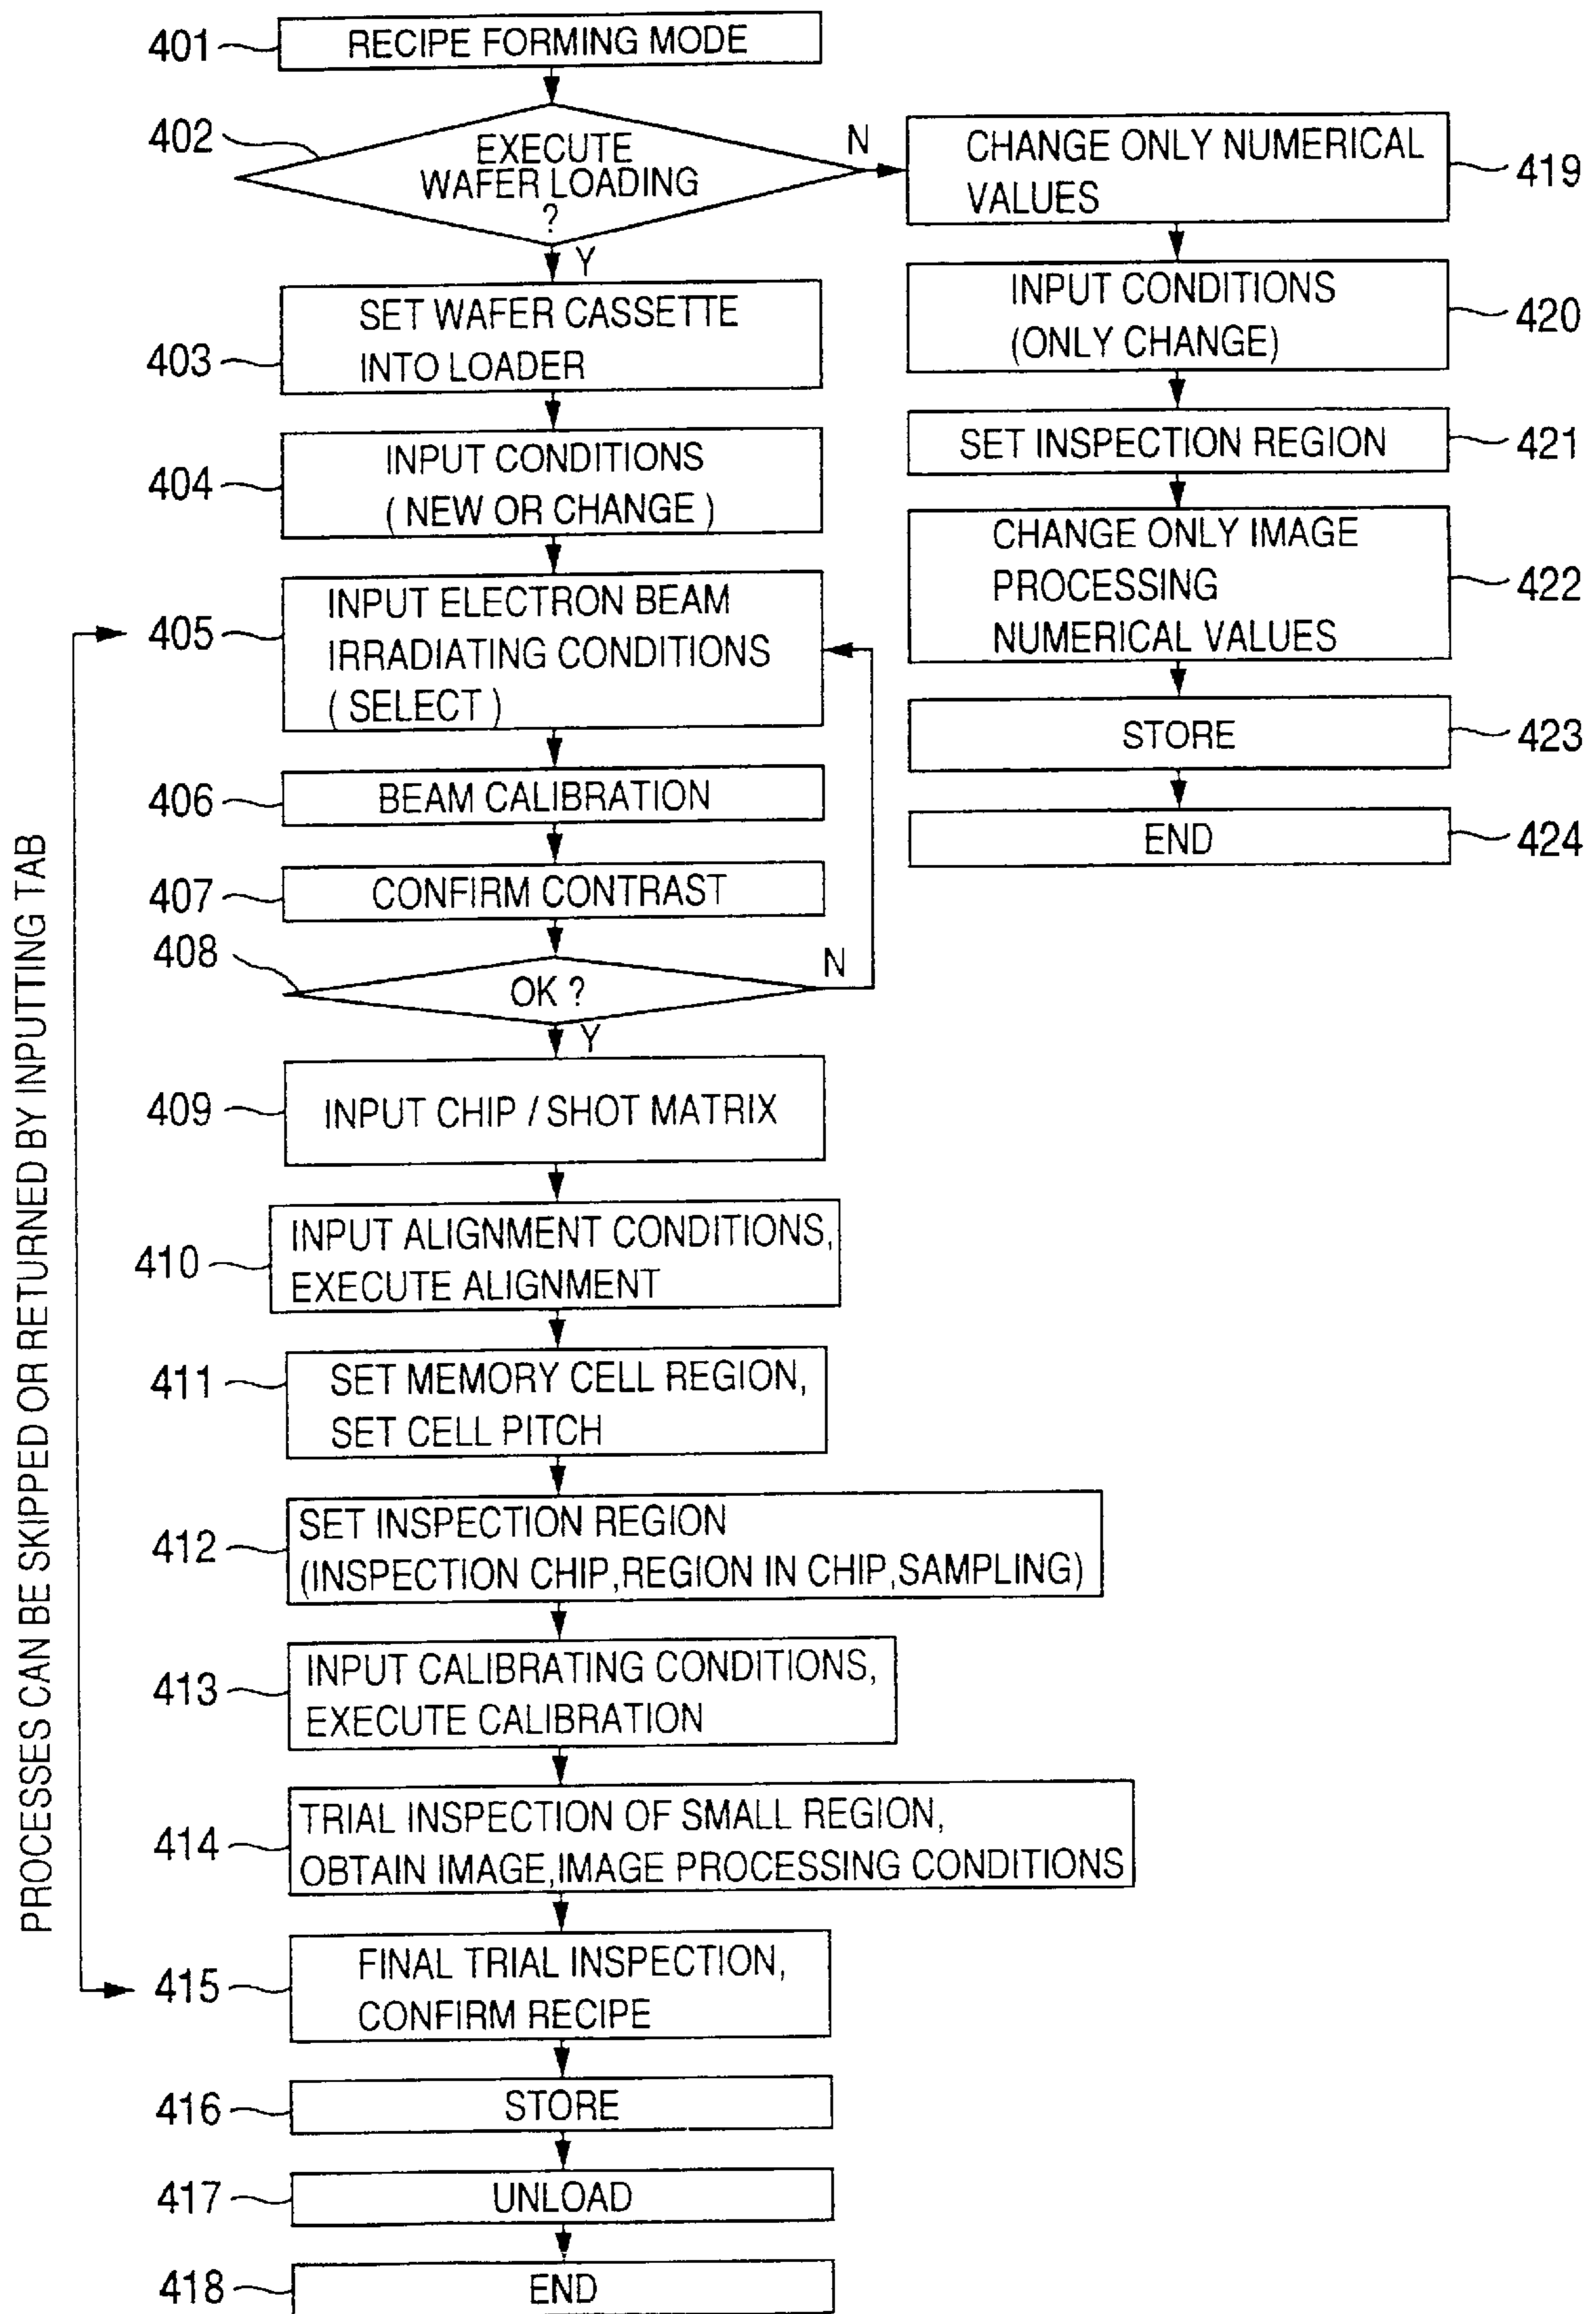 401
RECIPE FORMING MODE
402
EXECUTE
WAFER LOADING
?
N
Y
403
SET WAFER CASSETTE
INTO LOADER
404
INPUT CONDITIONS
( NEW OR CHANGE )
405
INPUT ELECTRON BEAM
IRRADIATING CONDITIONS
( SELECT )
406
BEAM CALIBRATION
407
CONFIRM CONTRAST
408
OK ?
N
Y
409
INPUT CHIP / SHOT MATRIX
410
INPUT ALIGNMENT CONDITIONS,
EXECUTE ALIGNMENT
411
SET MEMORY CELL REGION,
SET CELL PITCH
412
SET INSPECTION REGION
(INSPECTION CHIP,REGION IN CHIP,SAMPLING)
413
INPUT CALIBRATING CONDITIONS,
EXECUTE CALIBRATION
414
TRIAL INSPECTION OF SMALL REGION,
OBTAIN IMAGE,IMAGE PROCESSING CONDITIONS
415
FINAL TRIAL INSPECTION,
CONFIRM RECIPE
416
STORE
417
UNLOAD
418
END
CHANGE ONLY NUMERICAL
VALUES
419
INPUT CONDITIONS
(ONLY CHANGE)
420
SET INSPECTION REGION
421
CHANGE ONLY IMAGE
PROCESSING
NUMERICAL VALUES
422
STORE
423
END
424
PROCESSES CAN BE SKIPPED OR RETURNED BY INPUTTING TAB